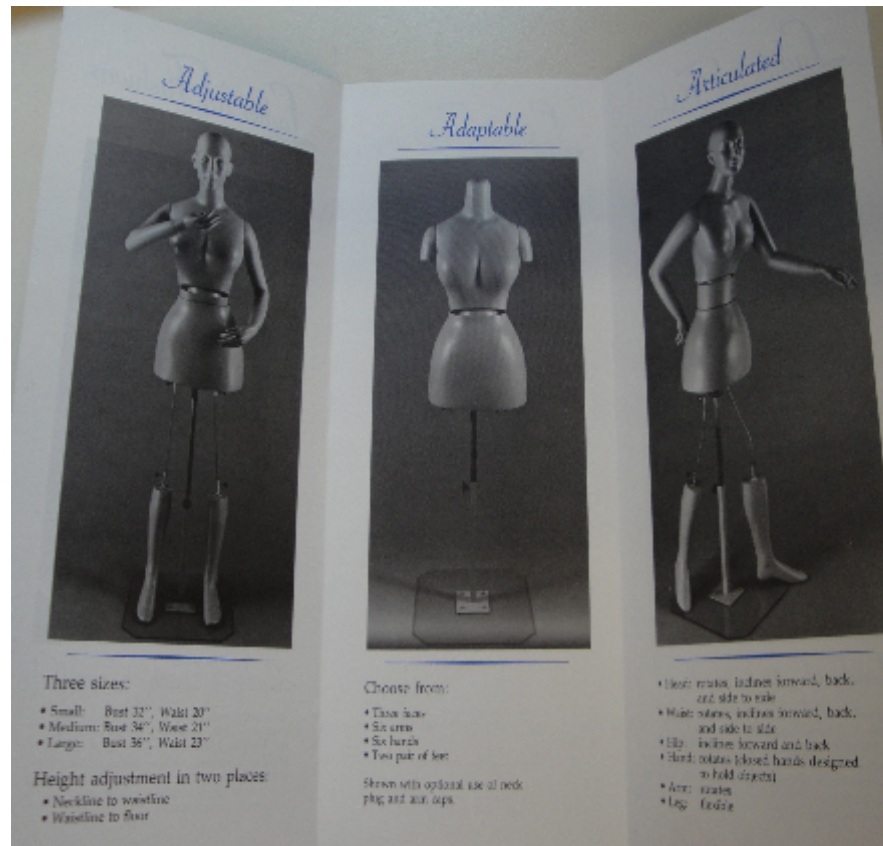 Adjustable
Three sizes:
• Small: Bust 32", Waist 20"
• Medium: Bust 34", Waist 21"
• Large: Bust 36", Waist 23"
Height adjustment in two places:
• Neckline to waistline
• Waistline to floor
Adaptable
Choose from:
• Three faces
• Six arms
• Six hands
• Two pair of feet
Shown with optional use of neck
plug and arm caps.
Articulated
• Head: rotates, inclines forward, back,
and side to side
• Waist: rotates, inclines forward, back,
and side to side
• Hip: inclines forward and back
• Hand: rotates (closed hands designed
to hold objects)
• Arm: rotates
• Leg: flexible